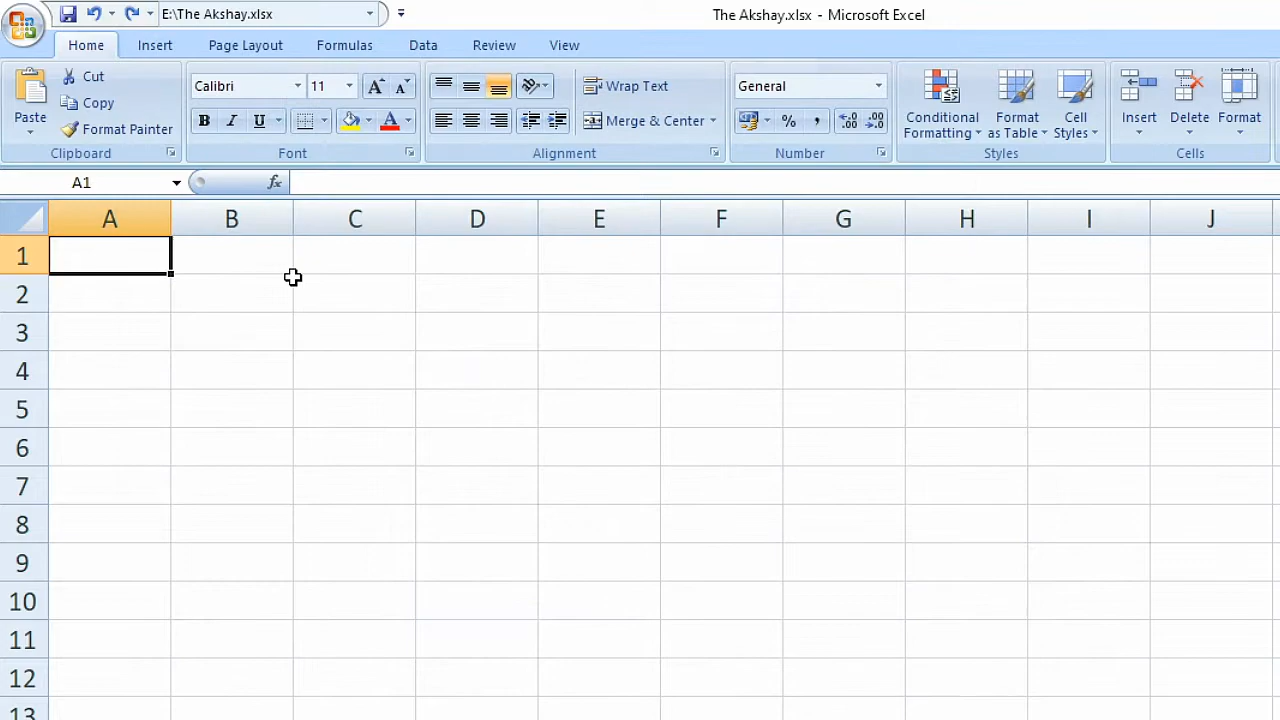 E:\The Akshay.xlsx
The Akshay.xlsx - Microsoft Excel
Home Insert Page Layout Formulas Data Review View
Paste
Cut
Copy
Format Painter
Clipboard
Calibri 11 A A
B I U A
Font
Wrap Text
Merge & Center
Alignment
General
% ,
Number
Conditional Formatting
Format as Table
Cell Styles
Styles
Insert Delete Format
Cells
A1 fx
A B C D E F G H I J
1
2
3
4
5
6
7
8
9
10
11
12
13